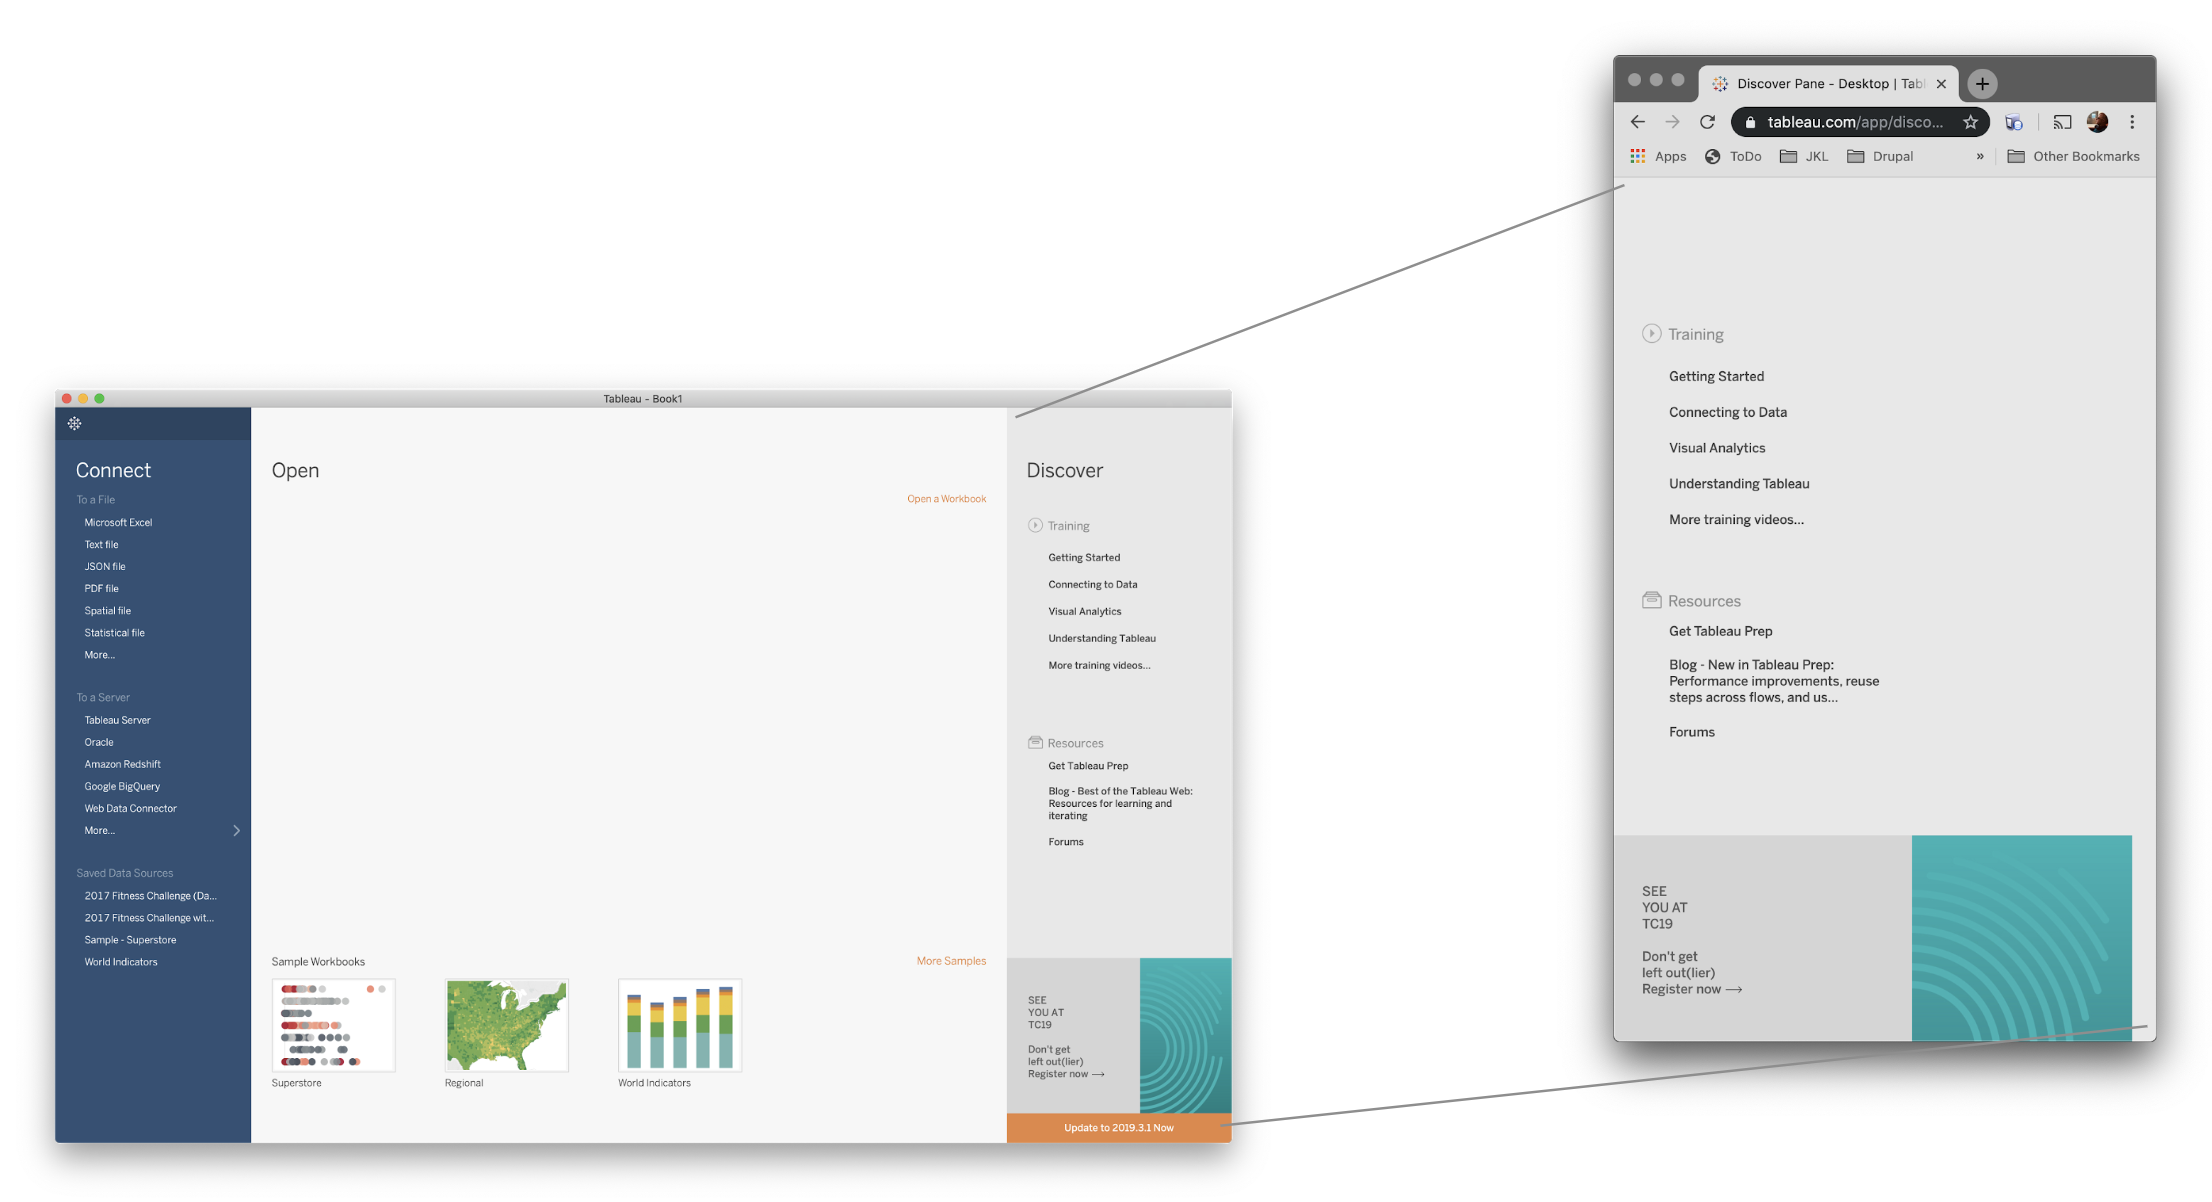 Tableau - Book1
Connect
To a File
Microsoft Excel
Text file
JSON file
PDF file
Spatial file
Statistical file
More...
To a Server
Tableau Server
Oracle
Amazon Redshift
Google BigQuery
Web Data Connector
More...
Saved Data Sources
2017 Fitness Challenge (Da...
2017 Fitness Challenge wit...
Sample - Superstore
World Indicators
Open
Open a Workbook
Sample Workbooks
More Samples
Superstore
Regional
World Indicators
Discover
Training
Getting Started
Connecting to Data
Visual Analytics
Understanding Tableau
More training videos...
Resources
Get Tableau Prep
Blog - Best of the Tableau Web:
Resources for learning and
iterating
Forums
SEE
YOU AT
TC19
Don't get
left out(lier)
Register now →
Update to 2019.3.1 Now
Discover Pane - Desktop | Tab
tableau.com/app/disco...
Apps
ToDo
JKL
Drupal
»
Other Bookmarks
Training
Getting Started
Connecting to Data
Visual Analytics
Understanding Tableau
More training videos...
Resources
Get Tableau Prep
Blog - New in Tableau Prep:
Performance improvements, reuse
steps across flows, and us...
Forums
SEE
YOU AT
TC19
Don't get
left out(lier)
Register now →